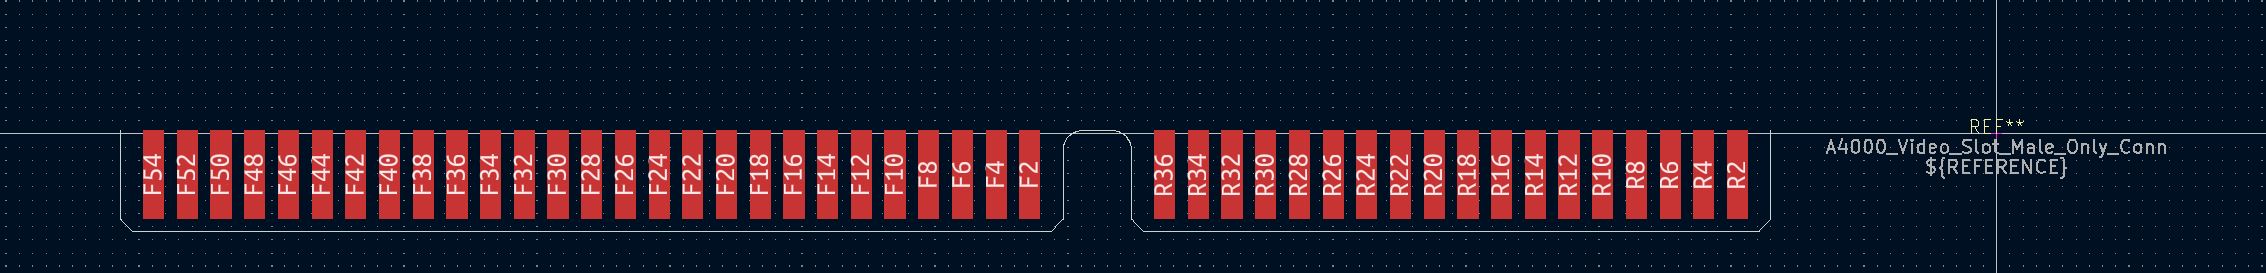 F54 F52 F50 F48 F46 F44 F42 F40 F38 F36 F34 F32 F30 F28 F26 F24 F22 F20 F18 F16 F14 F12 F10 F8 F6 F4 F2 R36 R34 R32 R30 R28 R26 R24 R22 R20 R18 R16 R14 R12 R10 R8 R6 R4 R2
REF**
A4000_Video_Slot_Male_Only_Conn
${REFERENCE}